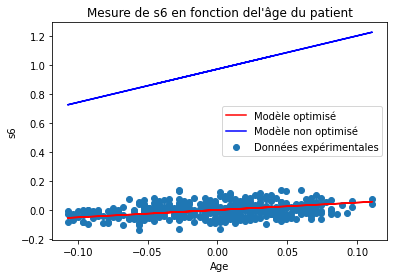 Mesure de s6 en fonction del'âge du patient
1.2
1.0
0.8
0.6
0.4
0.2
0.0
−0.2
s6
Modèle optimisé
Modèle non optimisé
Données expérimentales
−0.10
−0.05
0.00
0.05
0.10
Age